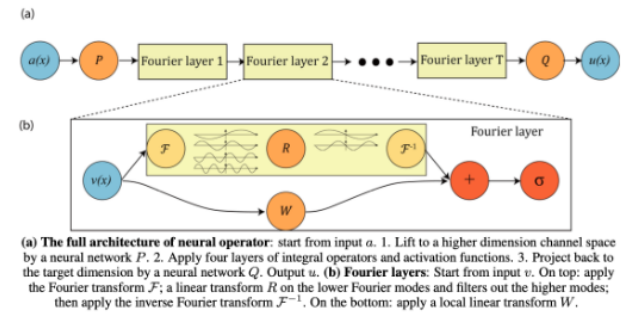 (a)
a(x) P Fourier layer 1 Fourier layer 2 • • • Fourier layer T Q u(x)
(b)
Fourier layer
ℱ R ℱ⁻¹
v(x) + σ
W
(a) The full architecture of neural operator: start from input a. 1. Lift to a higher dimension channel space
by a neural network P. 2. Apply four layers of integral operators and activation functions. 3. Project back to
the target dimension by a neural network Q. Output u. (b) Fourier layers: Start from input v. On top: apply
the Fourier transform ℱ; a linear transform R on the lower Fourier modes and filters out the higher modes;
then apply the inverse Fourier transform ℱ⁻¹. On the bottom: apply a local linear transform W.